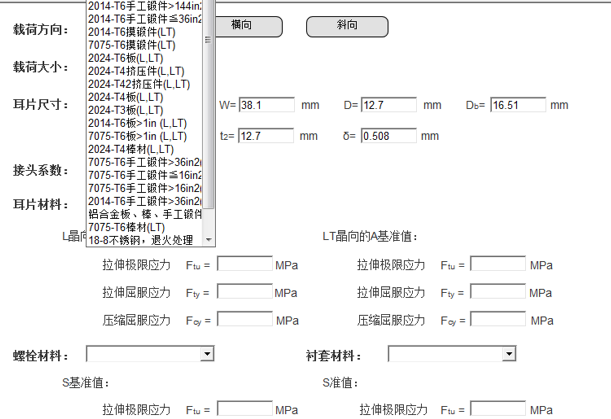 2014-T6手工锻件>144in2
载荷方向： 2014-T6手工锻件≦36in2 横向 斜向
2014-T6摸锻件(LT)
7075-T6摸锻件(LT)
2024-T6板(L,LT)
载荷大小： 2024-T4挤压件(L,LT)
2024-T42挤压件(L,LT)
2024-T4板(L,LT)
耳片尺寸： 2024-T3板(L,LT) W= 38.1 mm D= 12.7 mm Db= 16.51 mm
2014-T6板>1in (L,LT)
7075-T6板>1in (L,LT) t2= 12.7 mm δ= 0.508 mm
2024-T4棒材(L,LT)
7075-T6手工锻件>36in2
接头系数： 7075-T6手工锻件≦16in2
7075-T6手工锻件>16in2
耳片材料： 2014-T6手工锻件>36in2
铝合金板、棒、手工锻件
7075-T6棒材(LT)
L晶向 18-8不锈钢，退火处理 LT晶向的A基准值：
拉伸极限应力 Ftu = MPa 拉伸极限应力 Ftu = MPa
拉伸屈服应力 Fty = MPa 拉伸屈服应力 Fty = MPa
压缩屈服应力 Fcy = MPa 压缩屈服应力 Fcy = MPa
螺栓材料： 衬套材料：
S基准值： S准值：
拉伸极限应力 Ftu = MPa 拉伸极限应力 Ftu = MPa